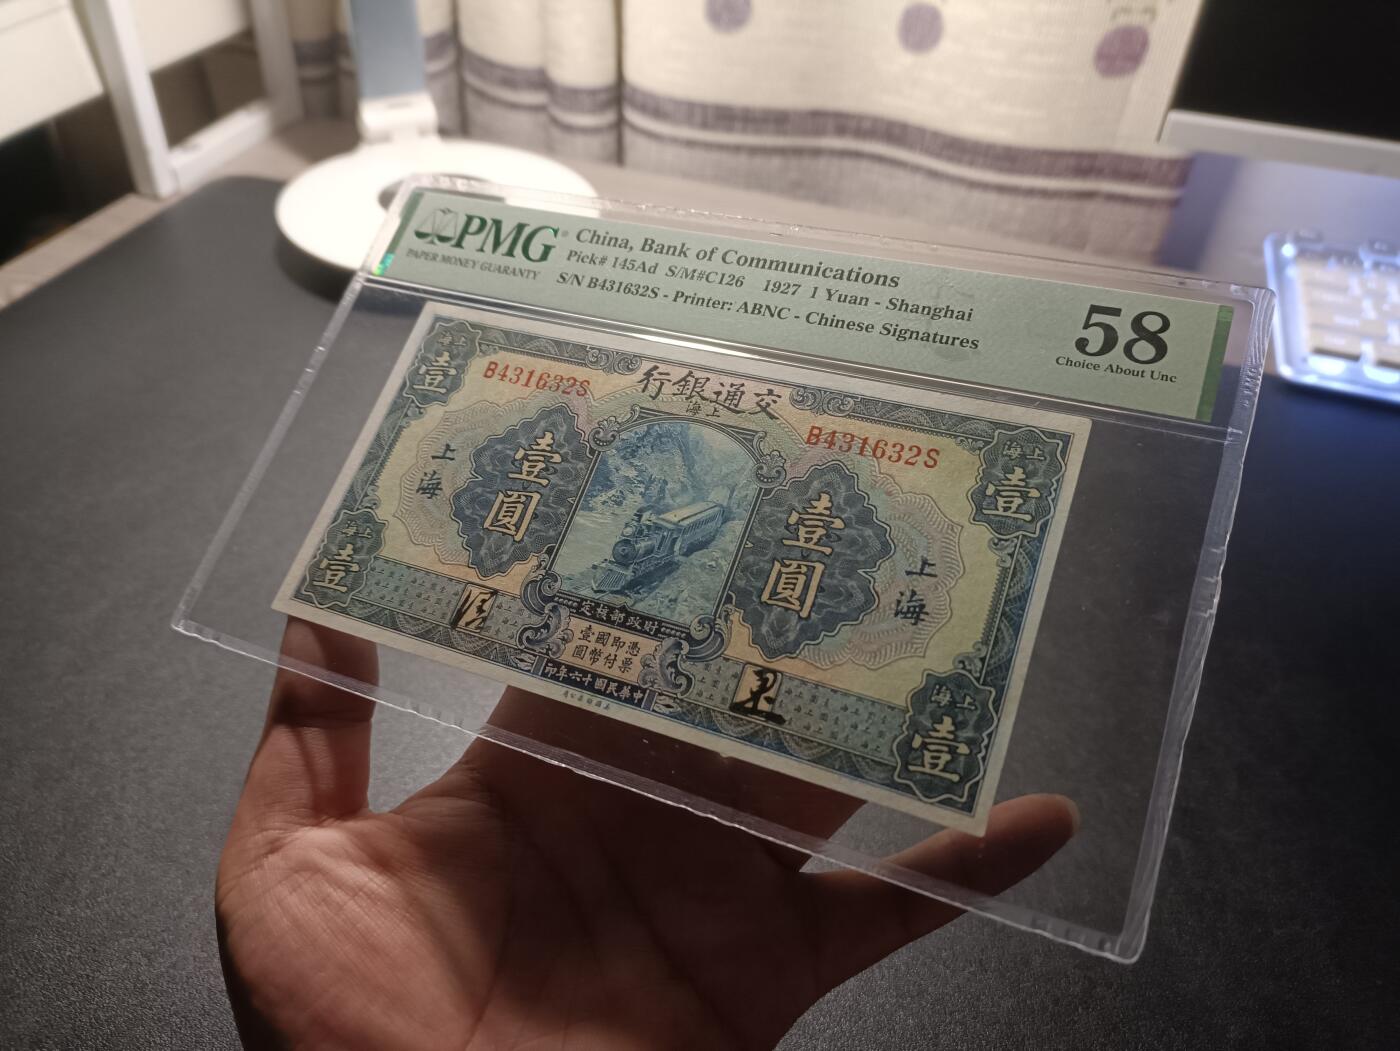 PMG
PAPER MONEY GUARANTY
China, Bank of Communications
Pick# 145Ad S/M#C126 1927 1 Yuan - Shanghai
S/N B431632S - Printer: ABNC - Chinese Signatures
58
Choice About Unc
海上
壹
B431632S
行銀通交
海上
B431632S
海上
壹
上海
壹圓
壹圓
上海
海上
壹
定核部政財
憑票即付國幣壹圓
印年六十國民華中
海上
壹